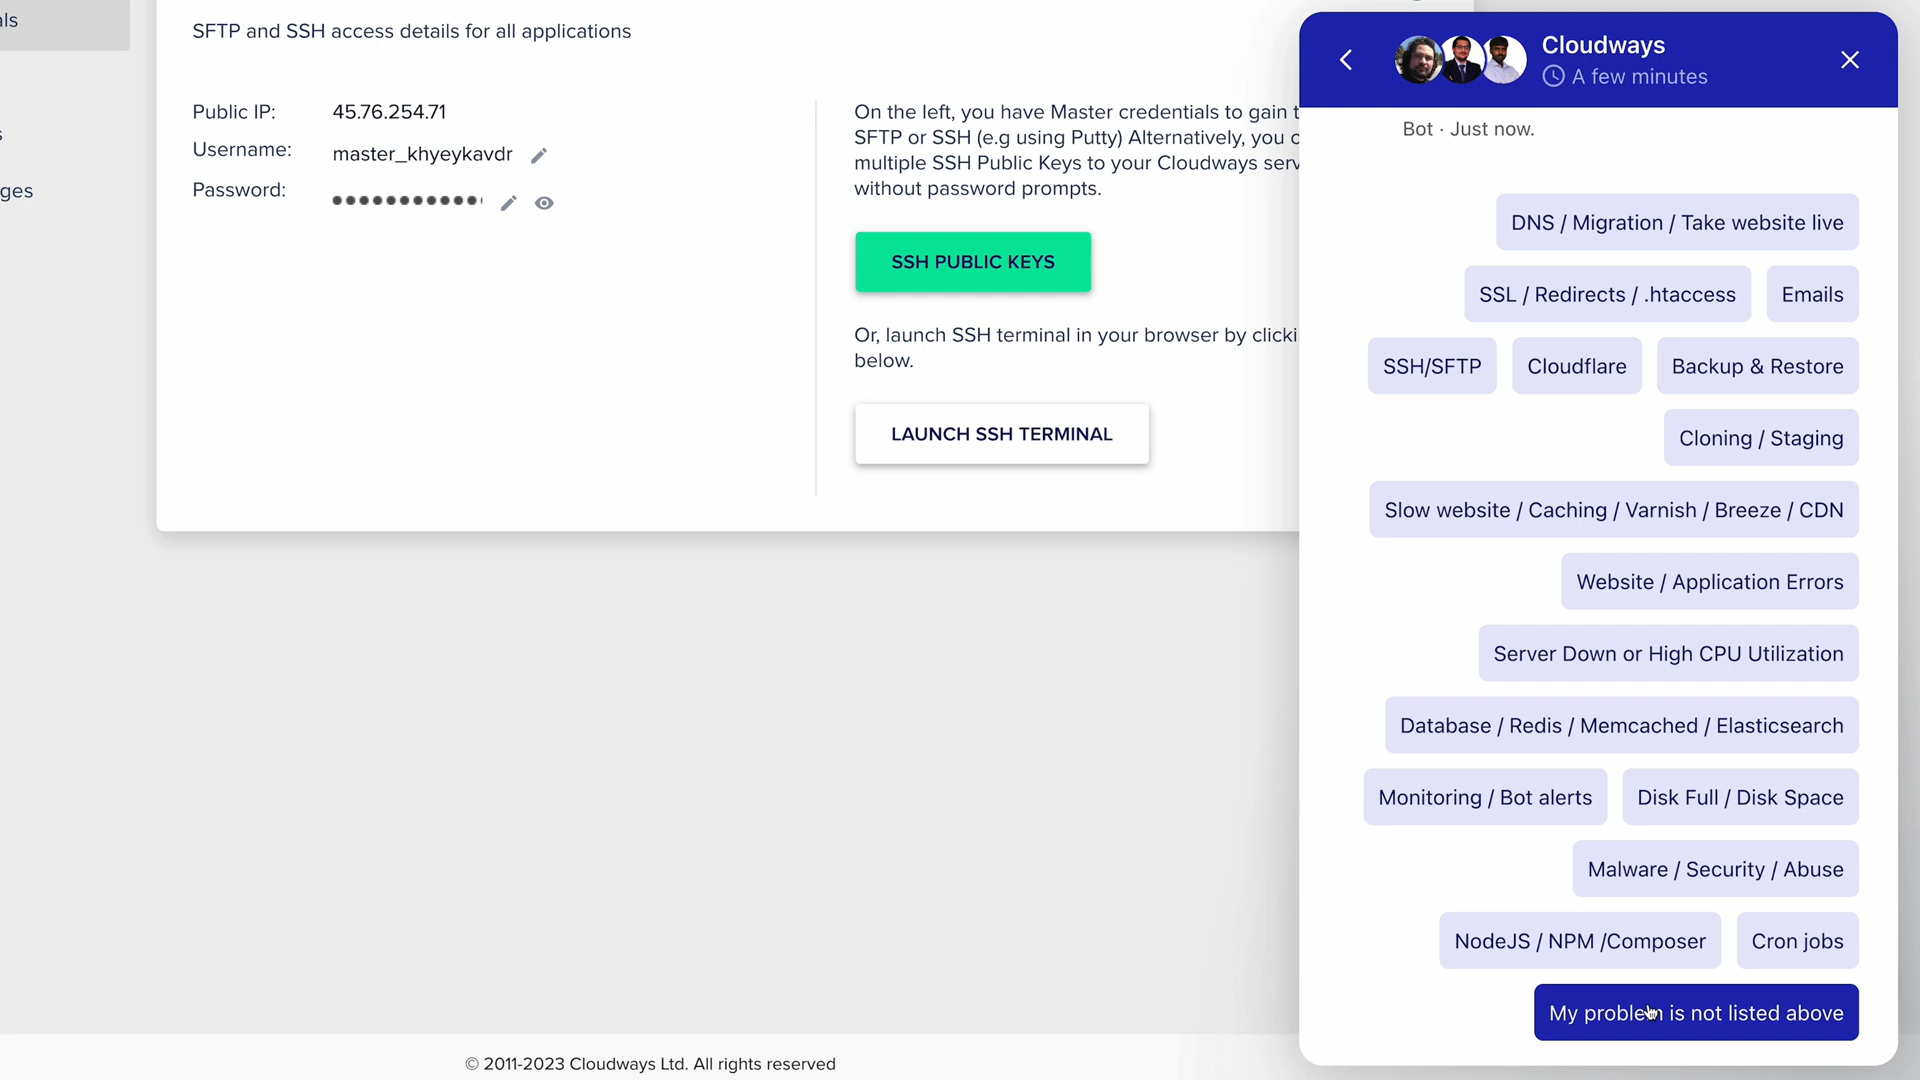 als
s
ges
SFTP and SSH access details for all applications
Public IP: 45.76.254.71
Username: master_khyeykavdr
Password:
On the left, you have Master credentials to gain t
SFTP or SSH (e.g using Putty) Alternatively, you c
multiple SSH Public Keys to your Cloudways serv
without password prompts.
SSH PUBLIC KEYS
Or, launch SSH terminal in your browser by clicki
below.
LAUNCH SSH TERMINAL
© 2011-2023 Cloudways Ltd. All rights reserved
Cloudways
A few minutes
Bot · Just now.
DNS / Migration / Take website live
SSL / Redirects / .htaccess Emails
SSH/SFTP Cloudflare Backup & Restore
Cloning / Staging
Slow website / Caching / Varnish / Breeze / CDN
Website / Application Errors
Server Down or High CPU Utilization
Database / Redis / Memcached / Elasticsearch
Monitoring / Bot alerts Disk Full / Disk Space
Malware / Security / Abuse
NodeJS / NPM /Composer Cron jobs
My problem is not listed above